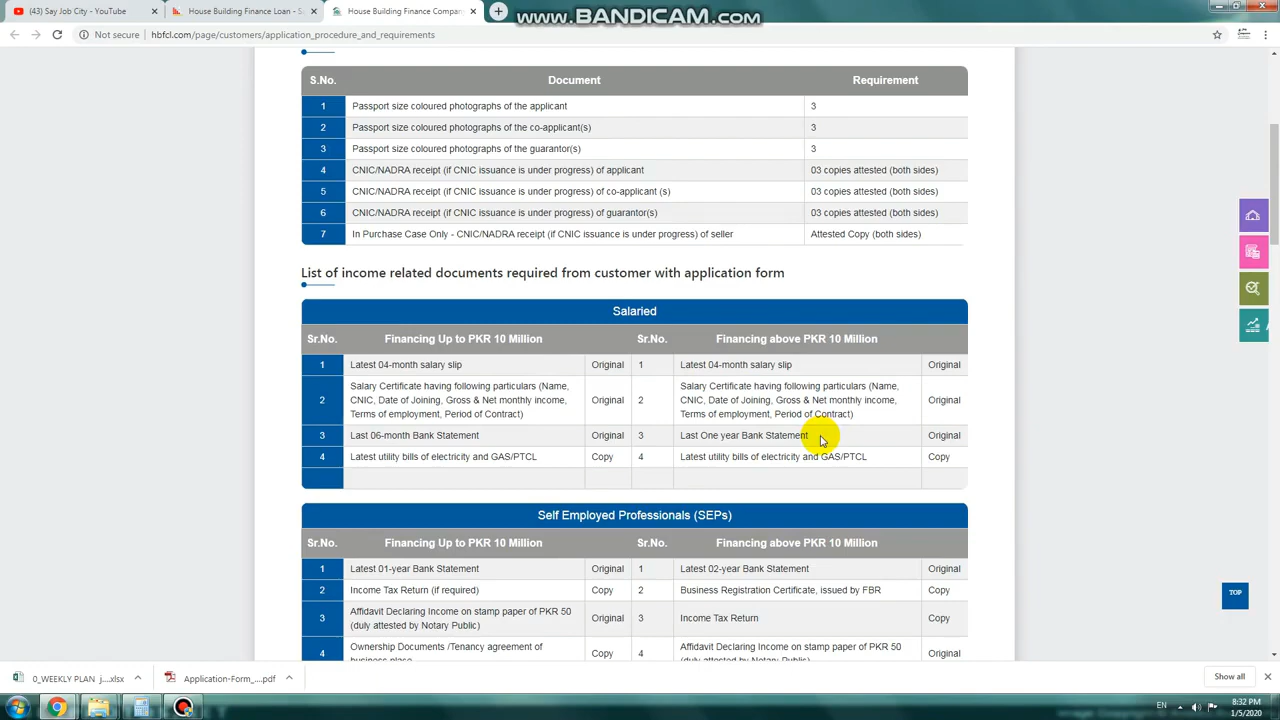 (43) Say Job City - YouTube
House Building Finance Loan - S
House Building Finance Company
www.BANDICAM.com
Not secure | hbfcl.com/page/customers/application_procedure_and_requirements
S.No. Document Requirement
1 Passport size coloured photographs of the applicant 3
2 Passport size coloured photographs of the co-applicant(s) 3
3 Passport size coloured photographs of the guarantor(s) 3
4 CNIC/NADRA receipt (if CNIC issuance is under progress) of applicant 03 copies attested (both sides)
5 CNIC/NADRA receipt (if CNIC issuance is under progress) of co-applicant (s) 03 copies attested (both sides)
6 CNIC/NADRA receipt (if CNIC issuance is under progress) of guarantor(s) 03 copies attested (both sides)
7 In Purchase Case Only - CNIC/NADRA receipt (if CNIC issuance is under progress) of seller Attested Copy (both sides)
List of income related documents required from customer with application form
Salaried
Sr.No. Financing Up to PKR 10 Million Sr.No. Financing above PKR 10 Million
1 Latest 04-month salary slip Original 1 Latest 04-month salary slip Original
Salary Certificate having following particulars (Name, Salary Certificate having following particulars (Name,
2 CNIC, Date of Joining, Gross & Net monthly income, Original 2 CNIC, Date of Joining, Gross & Net monthly income, Original
Terms of employment, Period of Contract) Terms of employment, Period of Contract)
3 Last 06-month Bank Statement Original 3 Last One year Bank Statement Original
4 Latest utility bills of electricity and GAS/PTCL Copy 4 Latest utility bills of electricity and GAS/PTCL Copy
Self Employed Professionals (SEPs)
Sr.No. Financing Up to PKR 10 Million Sr.No. Financing above PKR 10 Million
1 Latest 01-year Bank Statement Original 1 Latest 02-year Bank Statement Original
2 Income Tax Return (if required) Copy 2 Business Registration Certificate, issued by FBR Copy
3 Affidavit Declaring Income on stamp paper of PKR 50 Original 3 Income Tax Return Copy
(duly attested by Notary Public)
4 Ownership Documents /Tenancy agreement of Copy 4 Affidavit Declaring Income on stamp paper of PKR 50 Original
business place (duly attested by Notary Public)
TOP
0_WEEKLY PLAN j....xlsx
Application-Form_....pdf
Show all
EN
8:32 PM
1/5/2020